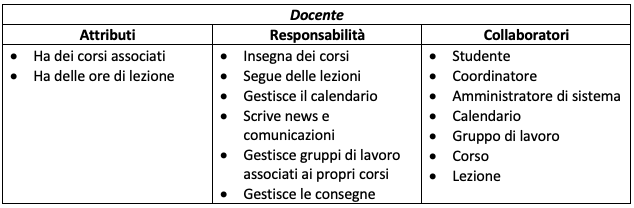 Docente
Attributi
Responsabilità
Collaboratori
• Ha dei corsi associati
• Ha delle ore di lezione
• Insegna dei corsi
• Segue delle lezioni
• Gestisce il calendario
• Scrive news e
comunicazioni
• Gestisce gruppi di lavoro
associati ai propri corsi
• Gestisce le consegne
• Studente
• Coordinatore
• Amministratore di sistema
• Calendario
• Gruppo di lavoro
• Corso
• Lezione